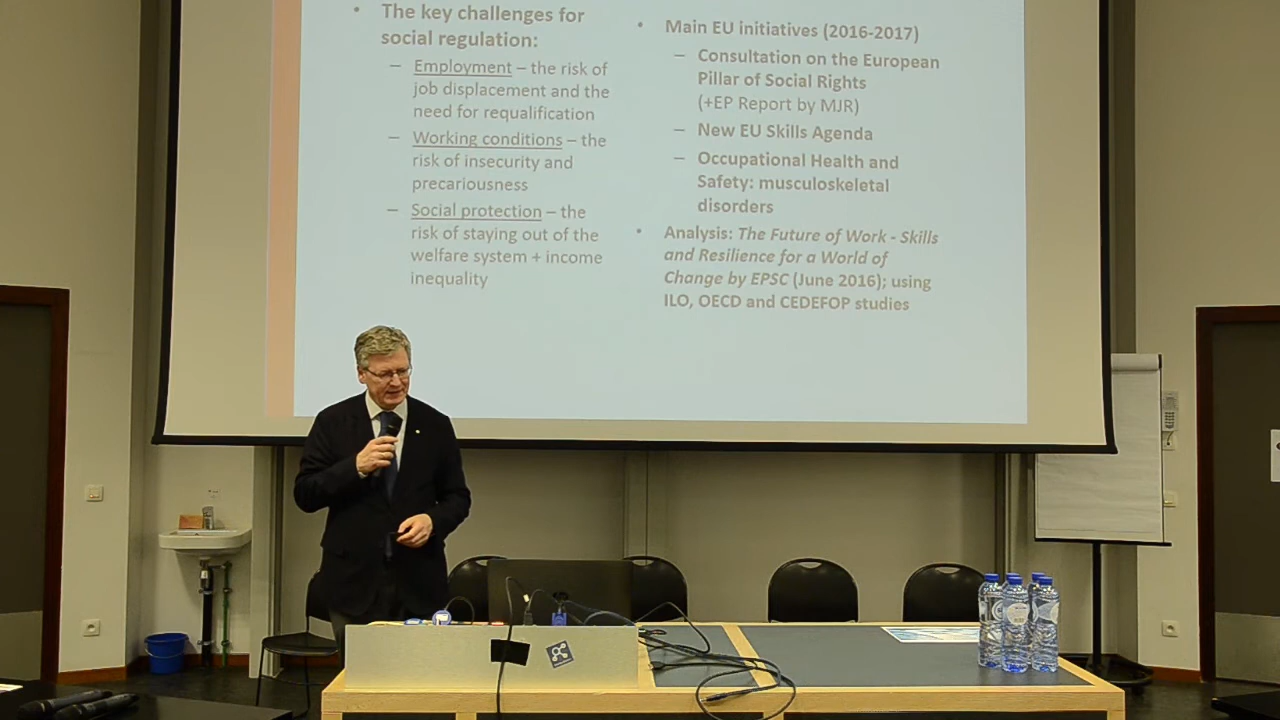 • The key challenges for
social regulation:
– Employment – the risk of
job displacement and the
need for requalification
– Working conditions – the
risk of insecurity and
precariousness
– Social protection – the
risk of staying out of the
welfare system + income
inequality
• Main EU initiatives (2016-2017)
– Consultation on the European
Pillar of Social Rights
(+EP Report by MJR)
– New EU Skills Agenda
– Occupational Health and
Safety: musculoskeletal
disorders
• Analysis: The Future of Work - Skills
and Resilience for a World of
Change by EPSC (June 2016); using
ILO, OECD and CEDEFOP studies